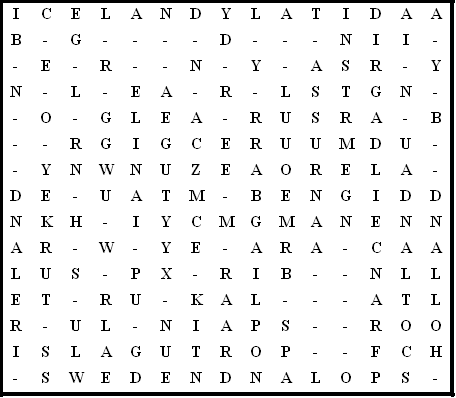 I C E L A N D Y L A T I D A A
B - G - - - - D - - - N I I -
- E - R - - N - Y - A S R - Y
N - L - E A - R - L S T G N -
- O - G L E A - R U S R A - B
- - R G I G C E R U U M D U -
- Y N W N U Z E A O R E L A -
D E - U A T M - B E N G I D D
N K H - I Y C M G M A N E N N
A R - W - Y E - A R A - C A A
L U S - P X - R I B - - N L L
E T - R U - K A L - - - A T L
R - U L - N I A P S - - R O O
I S L A G U T R O P - - F C H
- S W E D E N D N A L O P S -